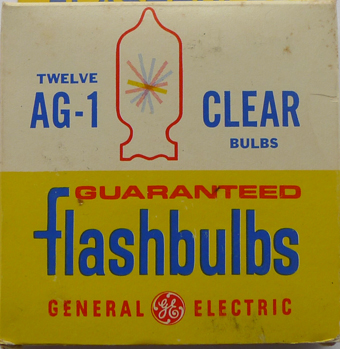 TWELVE
AG-1 CLEAR
BULBS
GUARANTEED
flashbulbs
GENERAL GE ELECTRIC